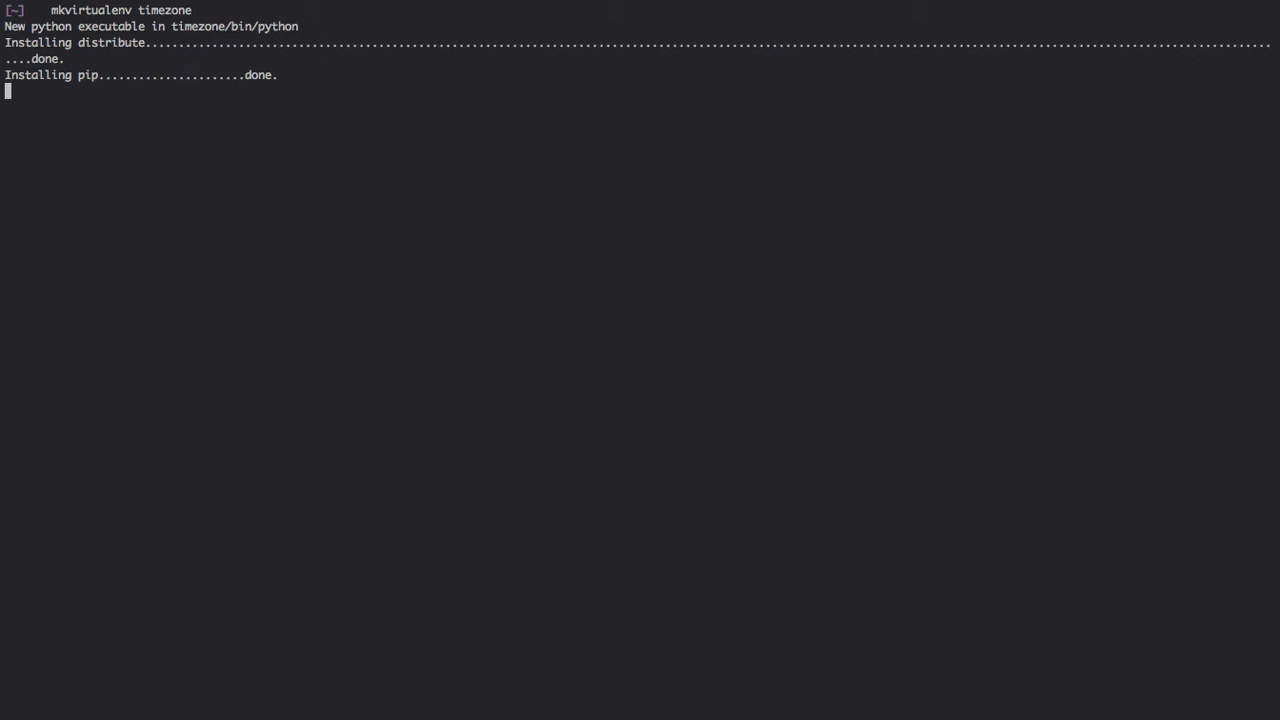 [~]    mkvirtualenv timezone
New python executable in timezone/bin/python
Installing distribute.........................................................................................................................................................................
....done.
Installing pip......................done.